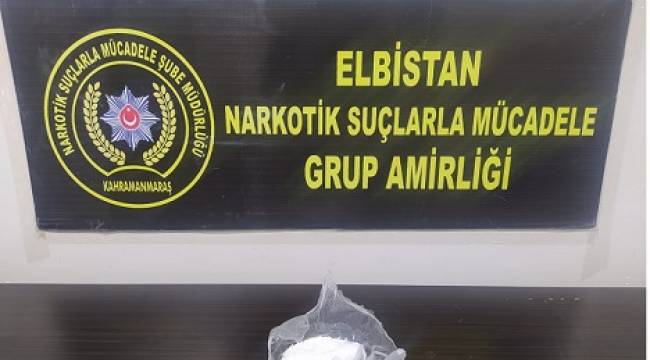 NARKOTİK SUÇLARLA MÜCADELE ŞUBE MÜDÜRLÜĞÜ
KAHRAMANMARAŞ
ELBİSTAN
NARKOTİK SUÇLARLA MÜCADELE
GRUP AMİRLİĞİ